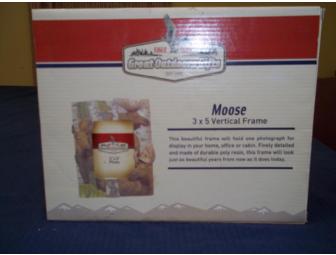 Great Outdoors Gifts
Moose
3 x 5 Vertical Frame
This beautiful frame will hold one photograph for
display in your home, office or cabin. Finely detailed
and made of durable poly resin, this frame will look
just as beautiful years from now as it does today.